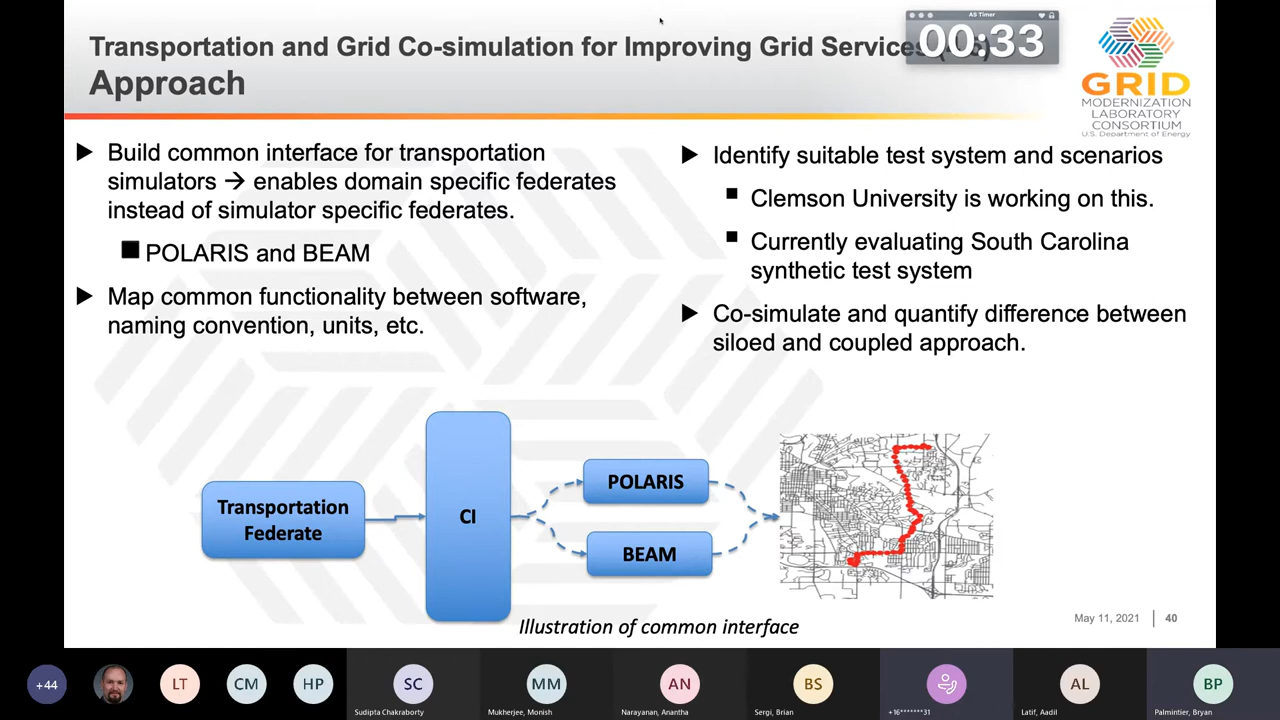 Transportation and Grid Co-simulation for Improving Grid Services
Approach
AS Timer
00:33
GRID
MODERNIZATION
LABORATORY
CONSORTIUM
U.S. Department of Energy
▶ Build common interface for transportation
simulators → enables domain specific federates
instead of simulator specific federates.
■ POLARIS and BEAM
▶ Map common functionality between software,
naming convention, units, etc.
▶ Identify suitable test system and scenarios
■ Clemson University is working on this.
■ Currently evaluating South Carolina
synthetic test system
▶ Co-simulate and quantify difference between
siloed and coupled approach.
Transportation
Federate
CI
POLARIS
BEAM
Illustration of common interface
May 11, 2021 | 40
+44
LT
CM
HP
SC
Sudipta Chakraborty
MM
Mukherjee, Monish
AN
Narayanan, Anantha
BS
Sergi, Brian
+16*******31
AL
Latif, Aadil
BP
Palmintier, Bryan